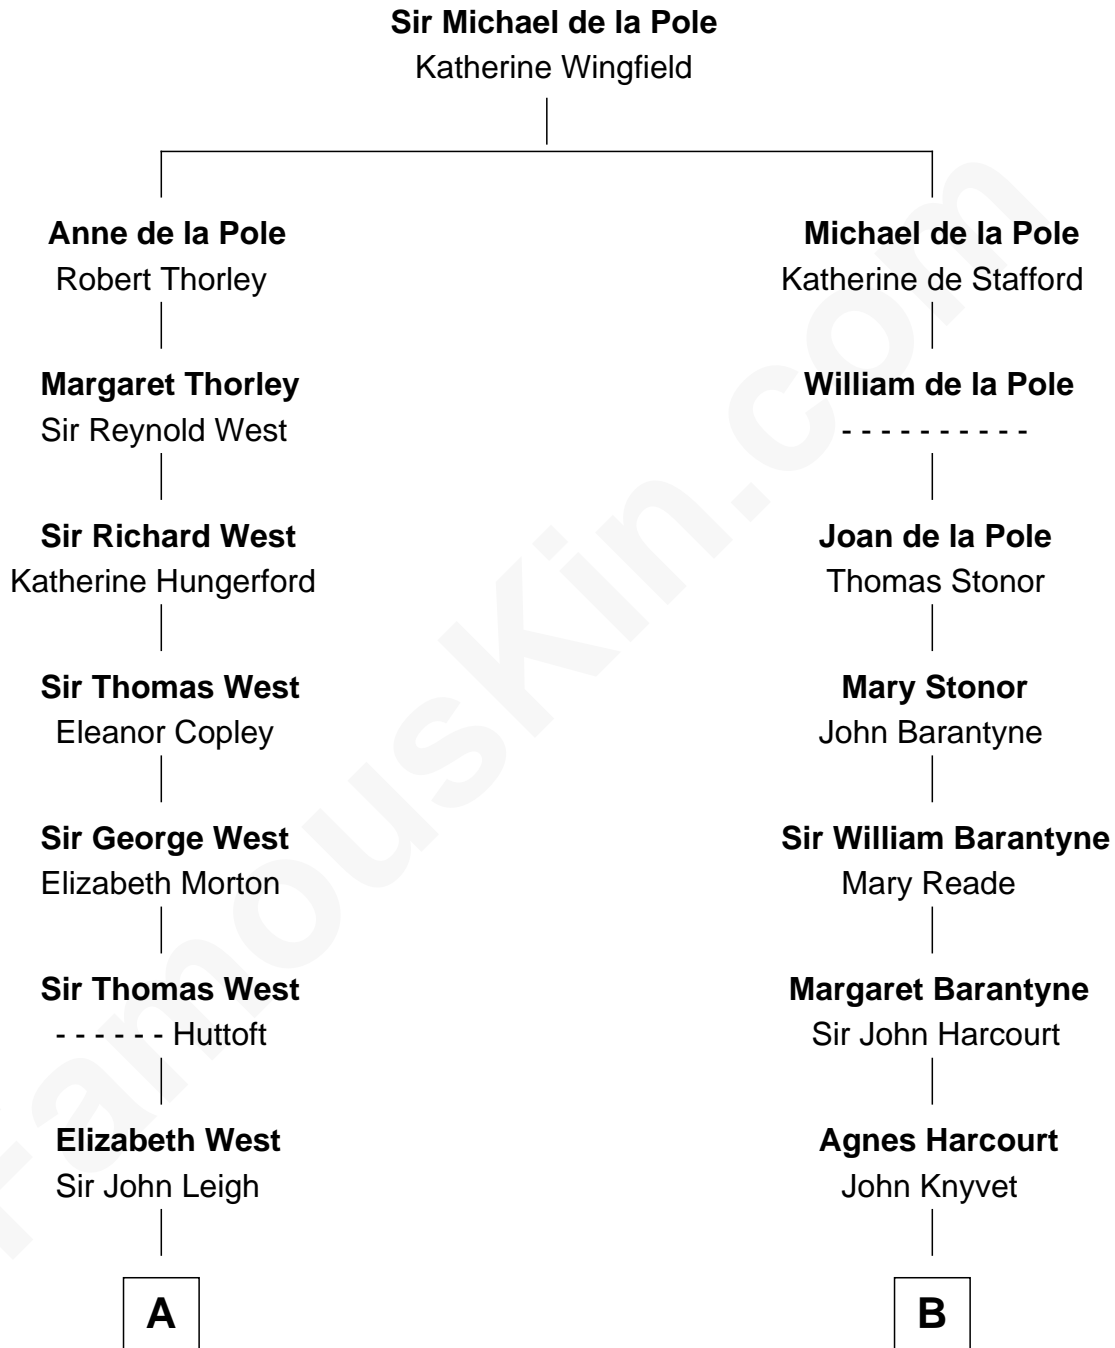 Sir Michael de la Pole
Katherine Wingfield
Anne de la Pole
Robert Thorley
Margaret Thorley
Sir Reynold West
Sir Richard West
Katherine Hungerford
Sir Thomas West
Eleanor Copley
Sir George West
Elizabeth Morton
Sir Thomas West
- - - - - - Huttoft
Elizabeth West
Sir John Leigh
A
Michael de la Pole
Katherine de Stafford
William de la Pole
- - - - - - - - - -
Joan de la Pole
Thomas Stonor
Mary Stonor
John Barantyne
Sir William Barantyne
Mary Reade
Margaret Barantyne
Sir John Harcourt
Agnes Harcourt
John Knyvet
B
FamousKin.com